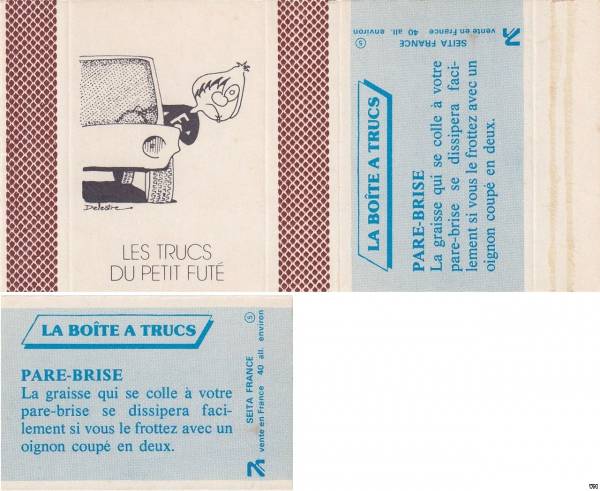 Delestre
LES TRUCS
DU PETIT FUTÉ
LA BOÎTE A TRUCS
PARE-BRISE
La graisse qui se colle à votre
pare-brise se dissipera faci-
lement si vous le frottez avec un
oignon coupé en deux.
SEITA FRANCE
5
vente en France 40 all. environ
LA BOÎTE A TRUCS
PARE-BRISE
La graisse qui se colle à votre
pare-brise se dissipera faci-
lement si vous le frottez avec un
oignon coupé en deux.
SEITA FRANCE
5
vente en France 40 all. environ